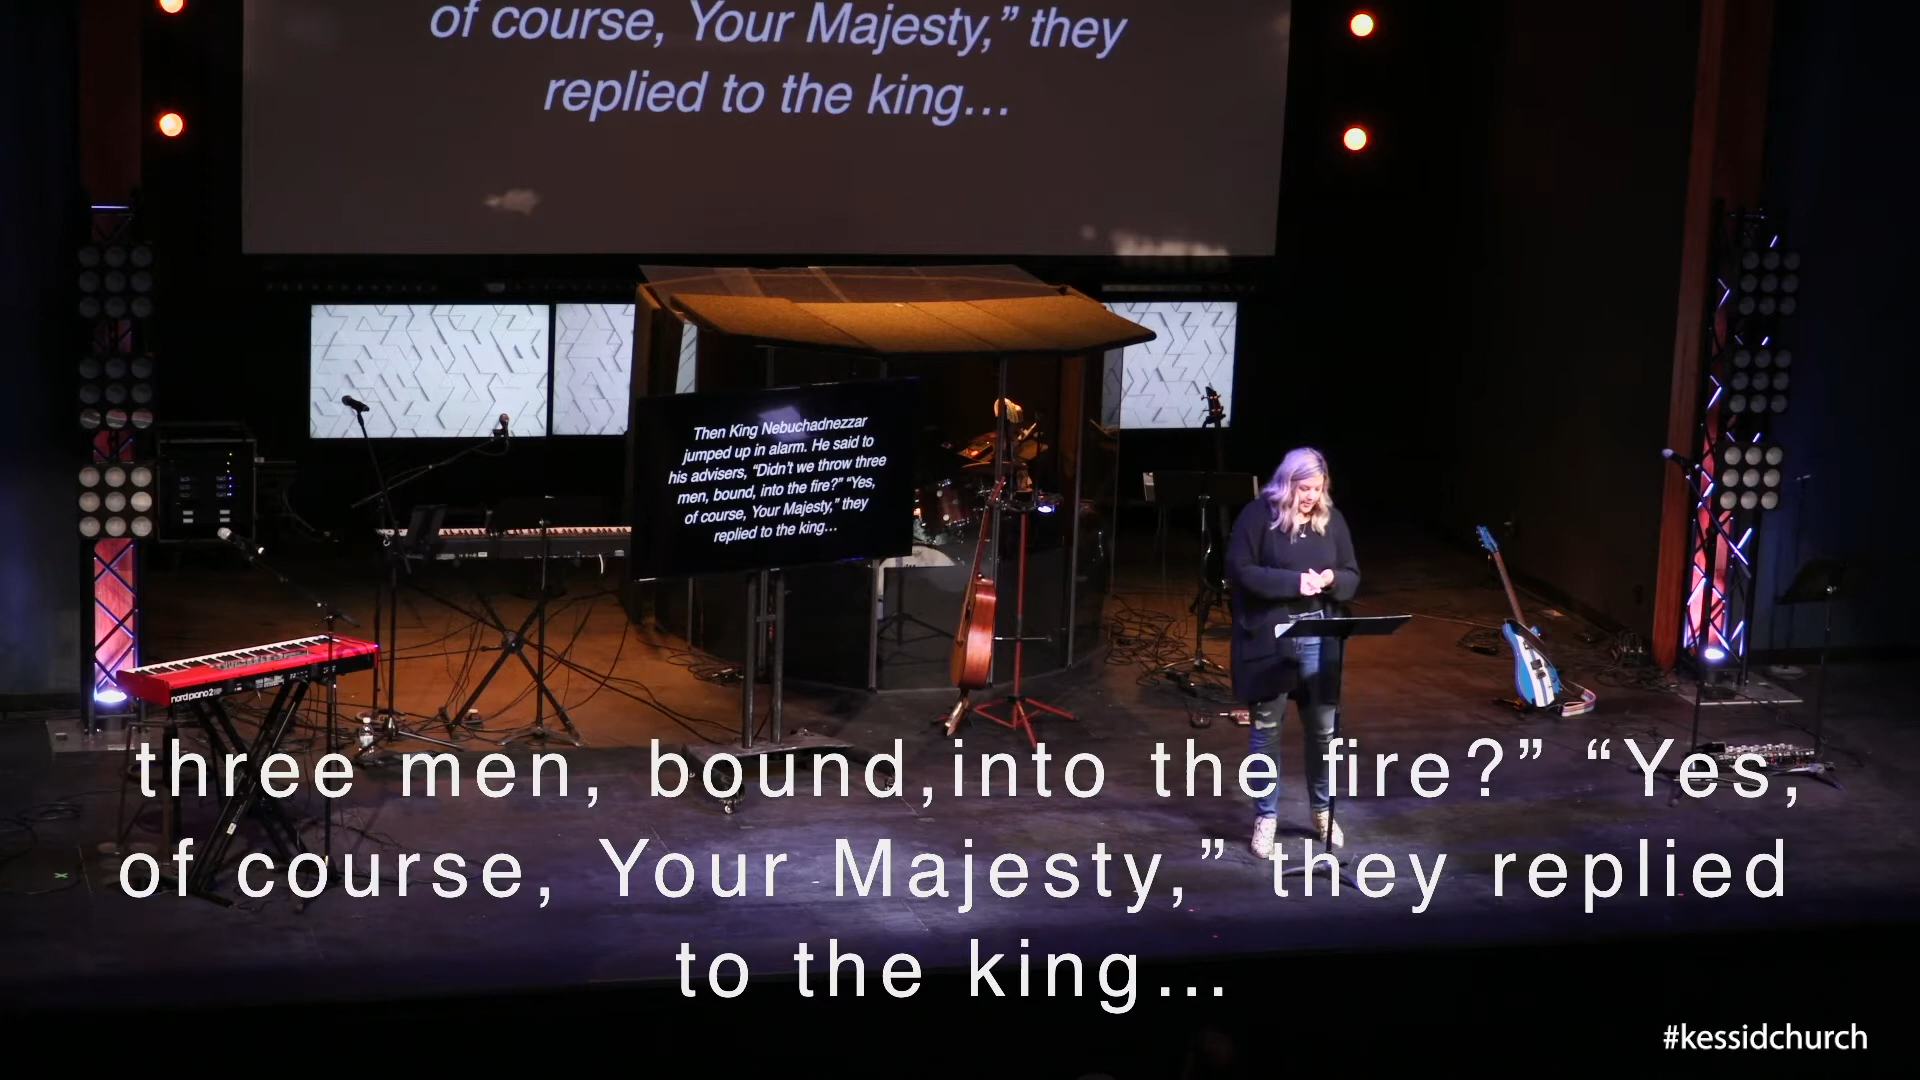 of course, Your Majesty,” they
replied to the king…
Then King Nebuchadnezzar
jumped up in alarm. He said to
his advisers, “Didn’t we throw three
men, bound, into the fire?” “Yes,
of course, Your Majesty,” they
replied to the king…
nord piano 2
three men, bound,into the fire?” “Yes,
of course, Your Majesty,” they replied
to the king…
#kessidchurch